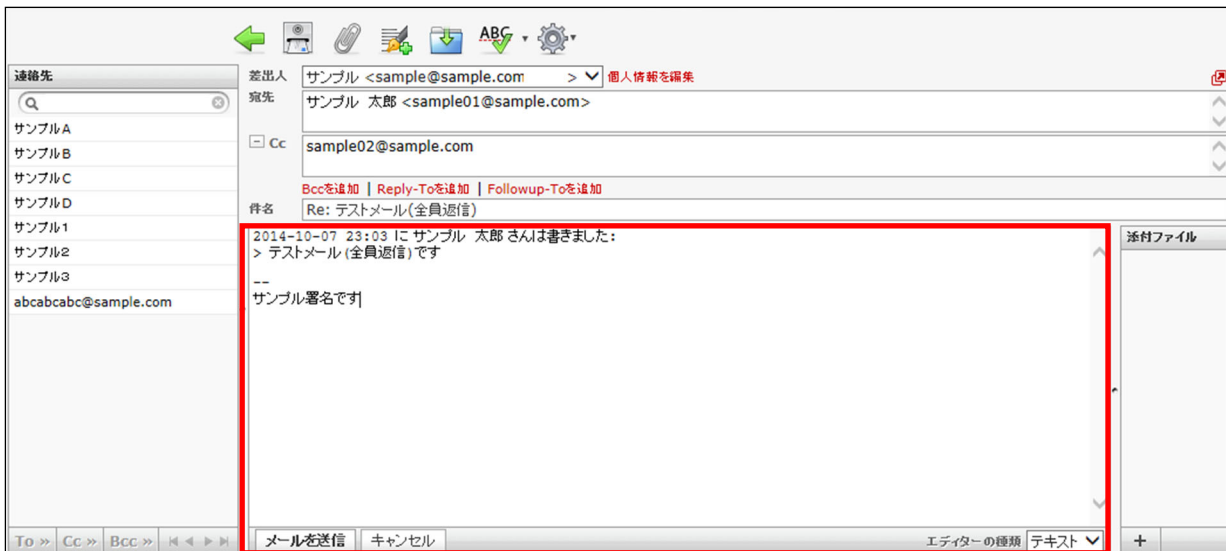 ABC
連絡先
サンプルA
サンプルB
サンプルC
サンプルD
サンプル1
サンプル2
サンプル3
abcabcabc@sample.com
To » Cc » Bcc »
差出人 サンプル <sample@sample.com > 個人情報を編集
宛先 サンプル 太郎 <sample01@sample.com>
Cc sample02@sample.com
Bccを追加 | Reply-Toを追加 | Followup-Toを追加
件名 Re: テストメール(全員返信)
2014-10-07 23:03 に サンプル 太郎 さんは書きました:
> テストメール(全員返信)です
--
サンプル署名です
メールを送信 キャンセル エディターの種類 テキスト
添付ファイル
+